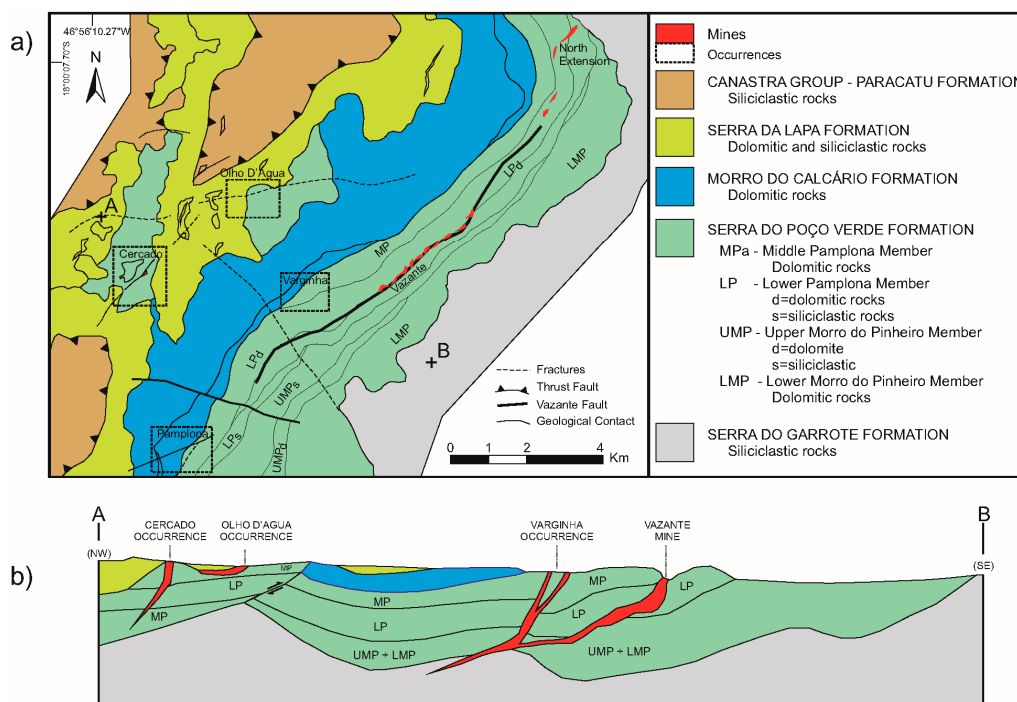 a)
46°56'10.27"W
18°00'07.70"S
N
North
Extension
LMP
LPd
Olho D'Água
A
MP
Cercado
Vazante
Varginha
LMP
B
LPd
UMPs
Pamplona
LPs
UMPd
Fractures
Thrust Fault
Vazante Fault
Geological Contact
0 2 4
Km
Mines
Occurrences
CANASTRA GROUP - PARACATU FORMATION
Siliciclastic rocks
SERRA DA LAPA FORMATION
Dolomitic and siliciclastic rocks
MORRO DO CALCÁRIO FORMATION
Dolomitic rocks
SERRA DO POÇO VERDE FORMATION
MPa - Middle Pamplona Member
Dolomitic rocks
LP - Lower Pamplona Member
d=dolomitic rocks
s=siliciclastic rocks
UMP - Upper Morro do Pinheiro Member
d=dolomite
s=siliciclastic
LMP - Lower Morro do Pinheiro Member
Dolomitic rocks
SERRA DO GARROTE FORMATION
Siliciclastic rocks
b)
A
(NW)
CERCADO
OCCURRENCE
OLHO D'AGUA
OCCURRENCE
VARGINHA
OCCURRENCE
VAZANTE
MINE
B
(SE)
MP
LP
MP
MP
LP
UMP + LMP
MP
LP
LP
UMP + LMP